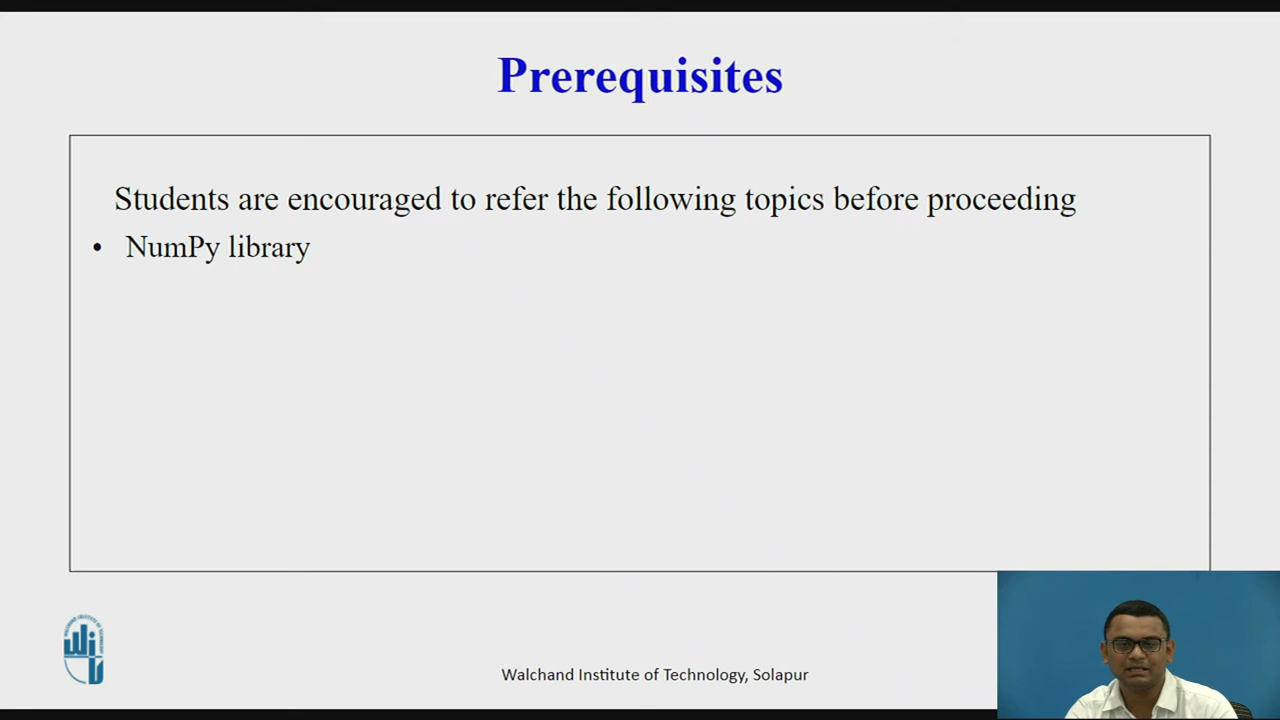 Prerequisites
Students are encouraged to refer the following topics before proceeding
• NumPy library
Walchand Institute of Technology, Solapur